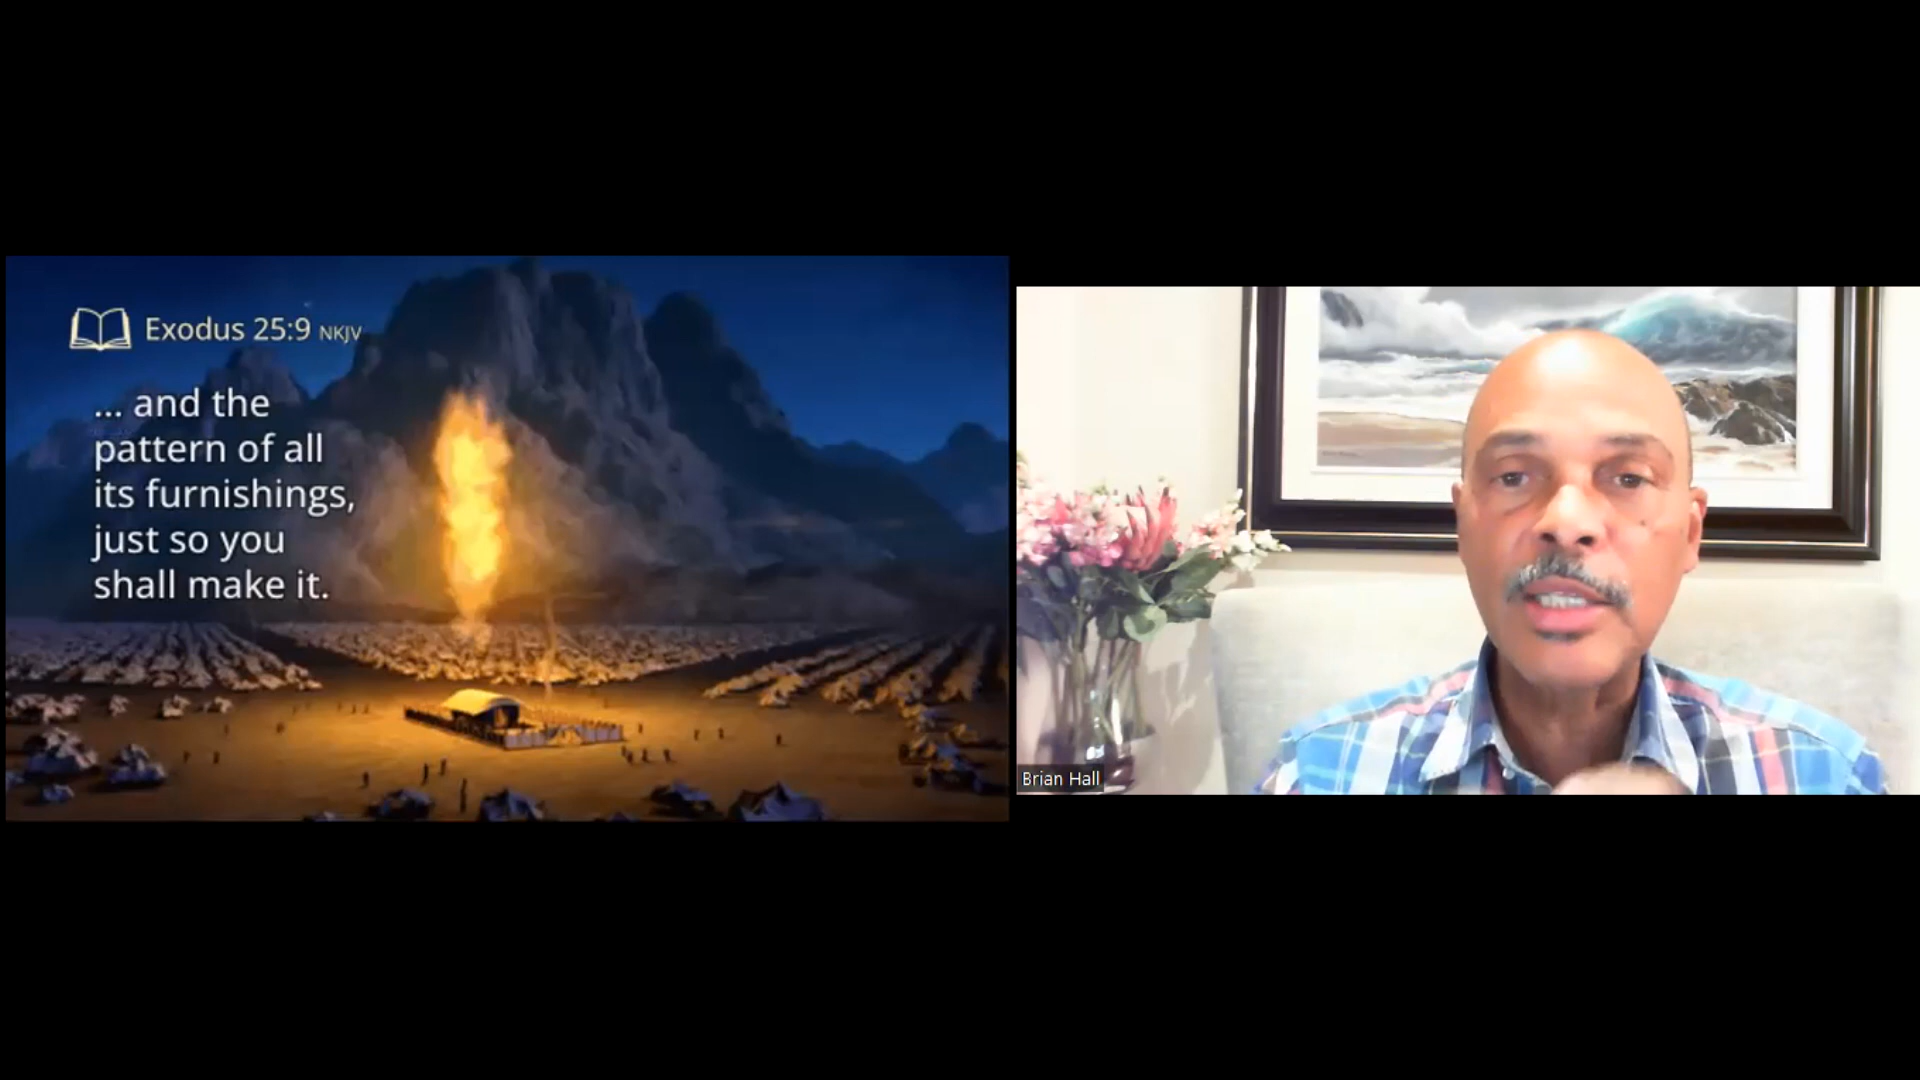 Exodus 25:9 NKJV
... and the
pattern of all
its furnishings,
just so you
shall make it.
Brian Hall